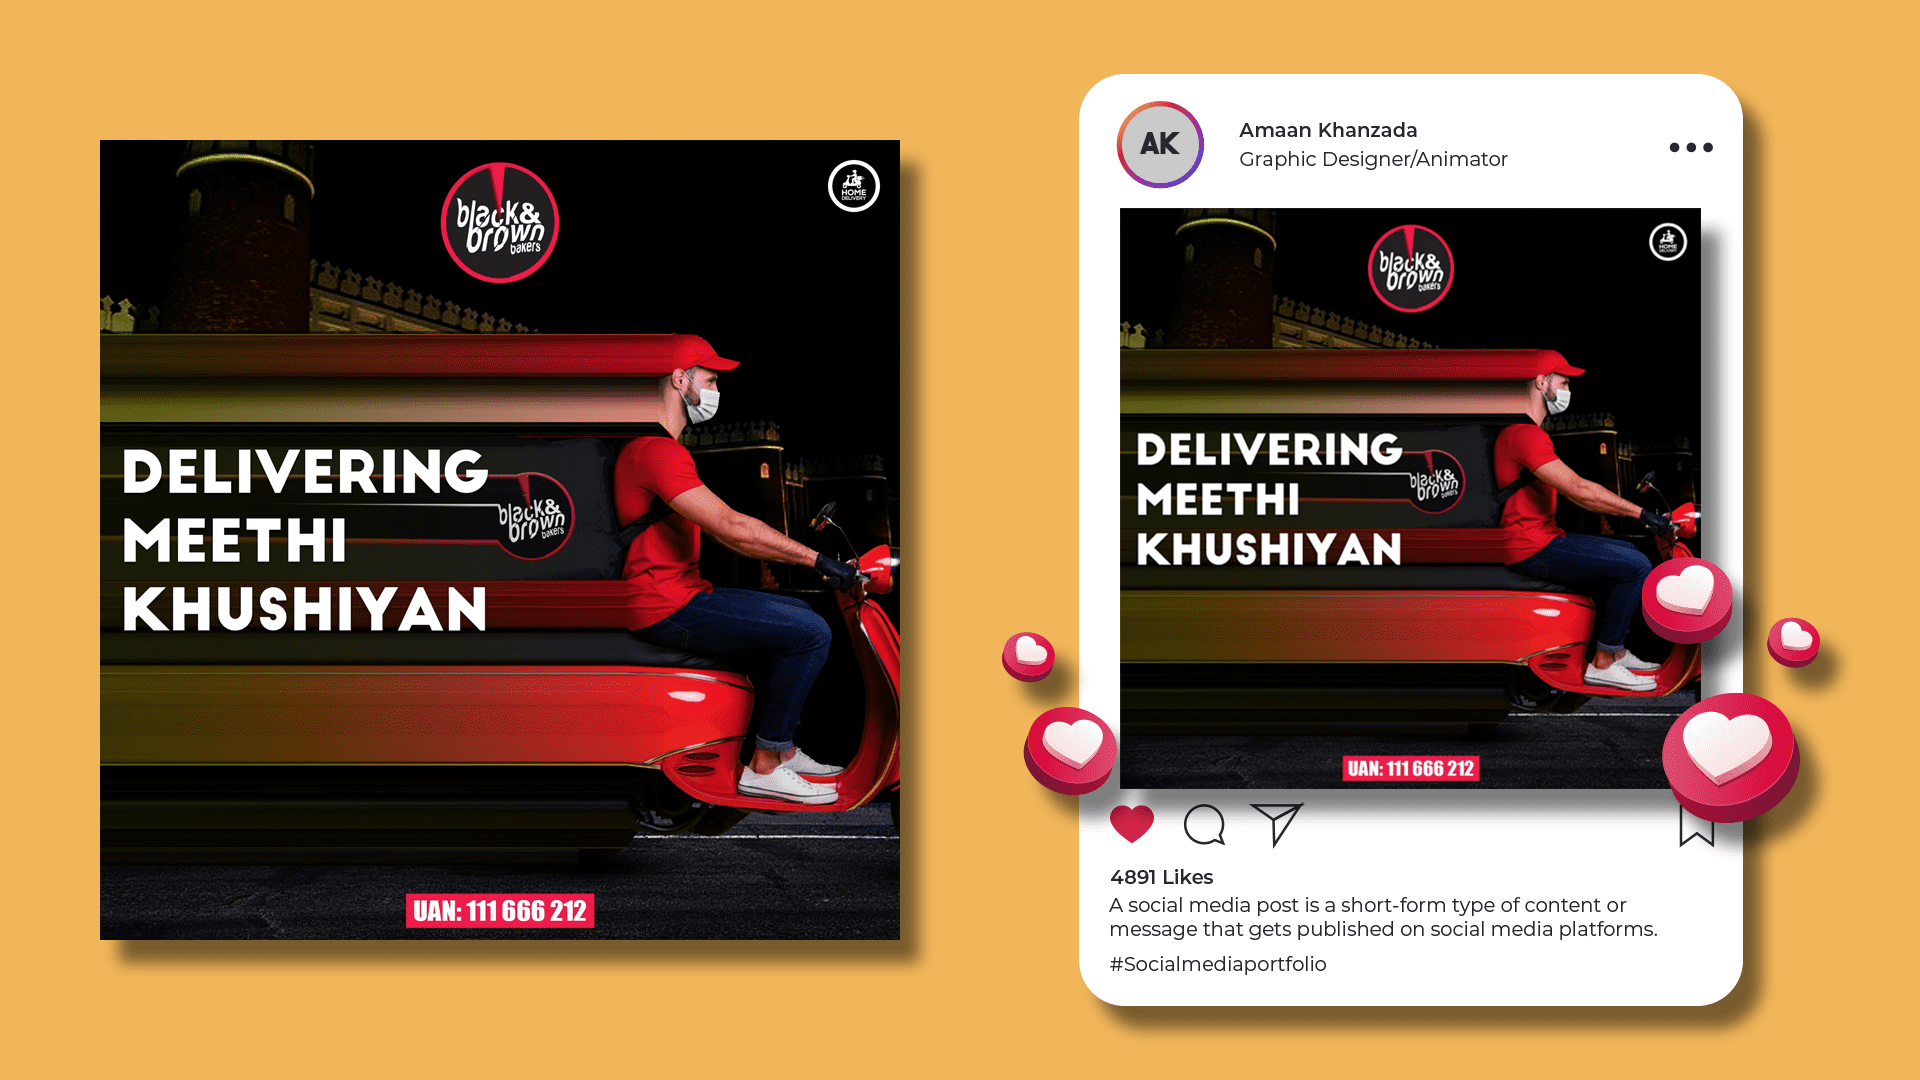 black&
brown
bakers
HOME
DELIVERY
DELIVERING
MEETHI
KHUSHIYAN
black&
brown
bakers
UAN: 111 666 212
AK
Amaan Khanzada
Graphic Designer/Animator
black&
brown
bakers
HOME
DELIVERY
DELIVERING
MEETHI
KHUSHIYAN
black&
brown
bakers
UAN: 111 666 212
4891 Likes
A social media post is a short-form type of content or
message that gets published on social media platforms.
#Socialmediaportfolio